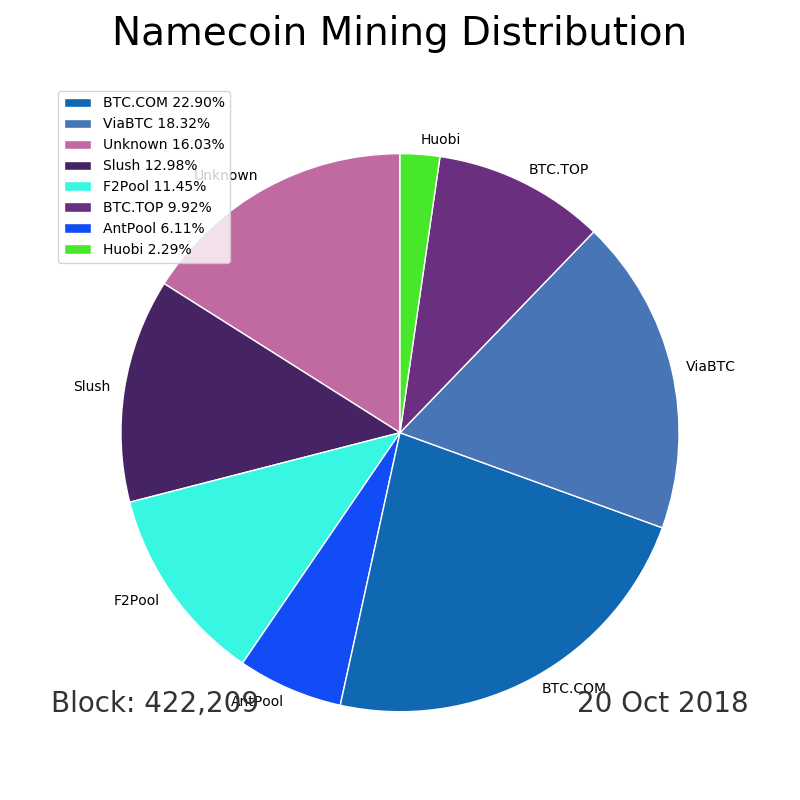 Namecoin Mining Distribution
BTC.COM 22.90%
ViaBTC 18.32%
Unknown 16.03%
Slush 12.98%
F2Pool 11.45%
BTC.TOP 9.92%
AntPool 6.11%
Huobi 2.29%
Huobi
BTC.TOP
Unknown
ViaBTC
Slush
F2Pool
BTC.COM
AntPool
Block: 422,209
20 Oct 2018